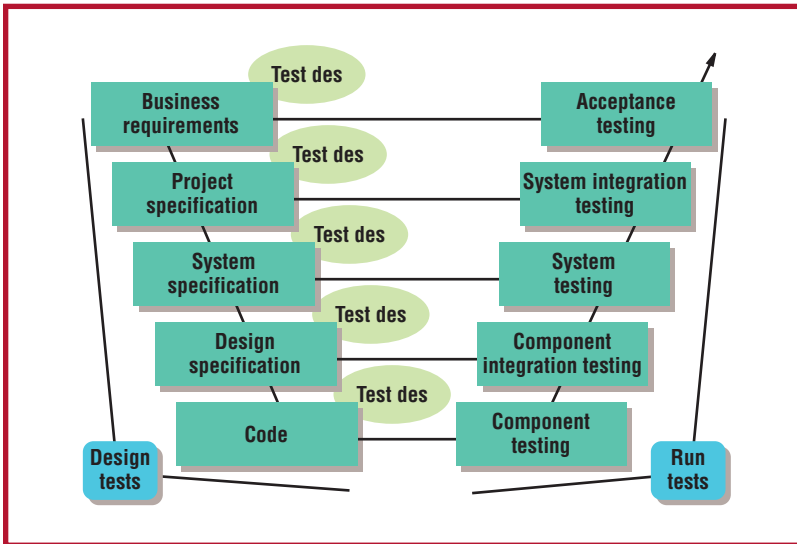 Test des
Business
requirements
Acceptance
testing
Test des
Project
specification
System integration
testing
Test des
System
specification
System
testing
Test des
Design
specification
Component
integration testing
Test des
Code
Component
testing
Design
tests
Run
tests